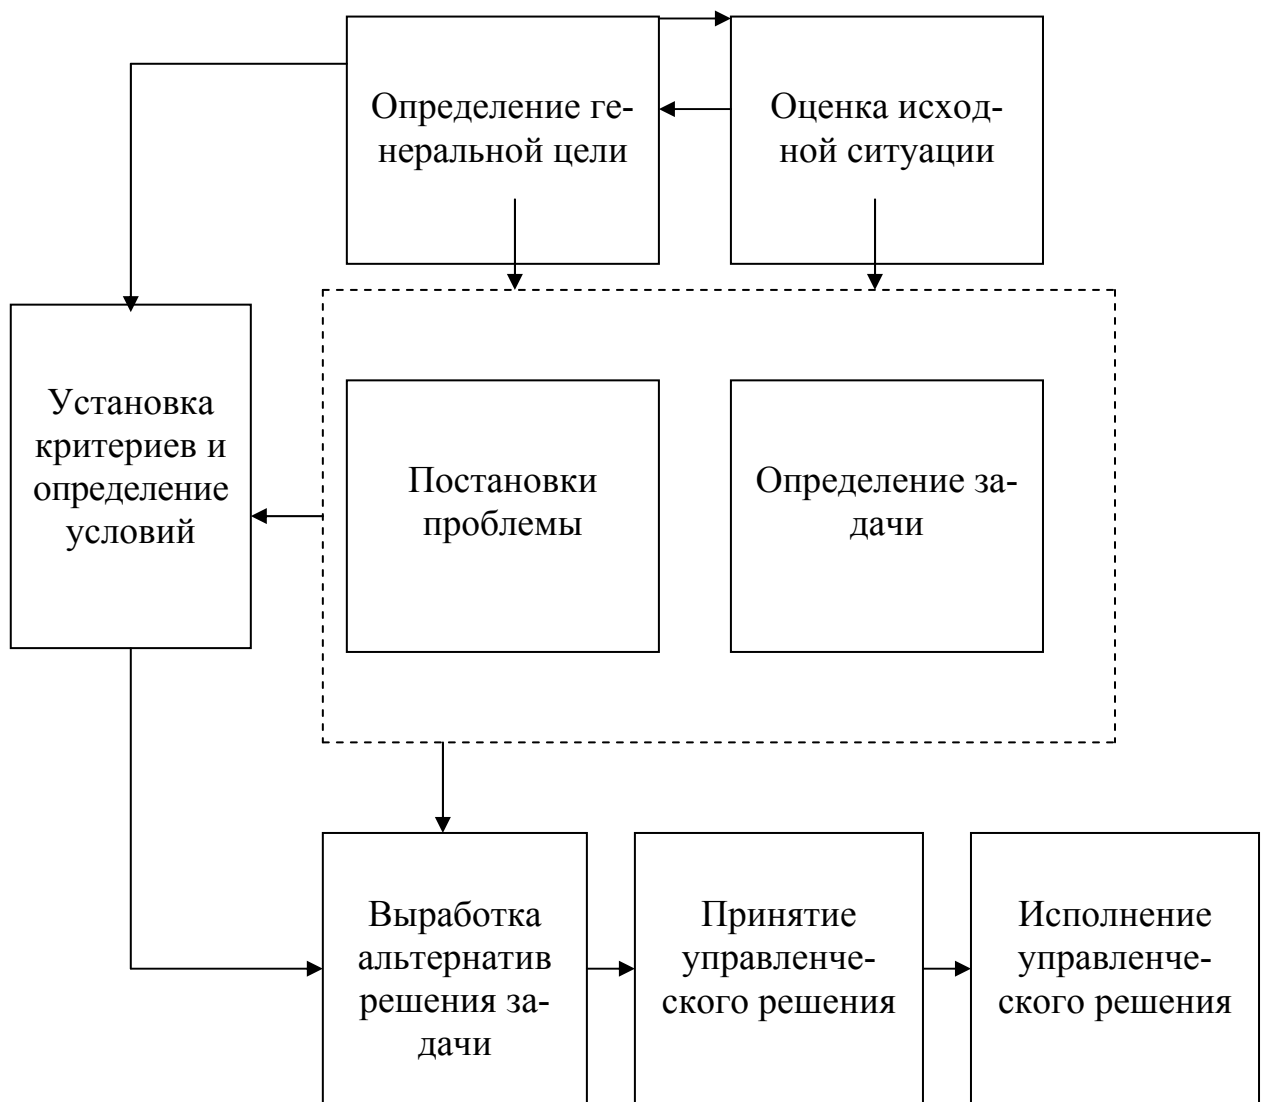 Определение ге-
неральной цели
Оценка исход-
ной ситуации
Установка
критериев и
определение
условий
Постановки
проблемы
Определение за-
дачи
Выработка
альтернатив
решения за-
дачи
Принятие
управленче-
ского решения
Исполнение
управленче-
ского решения